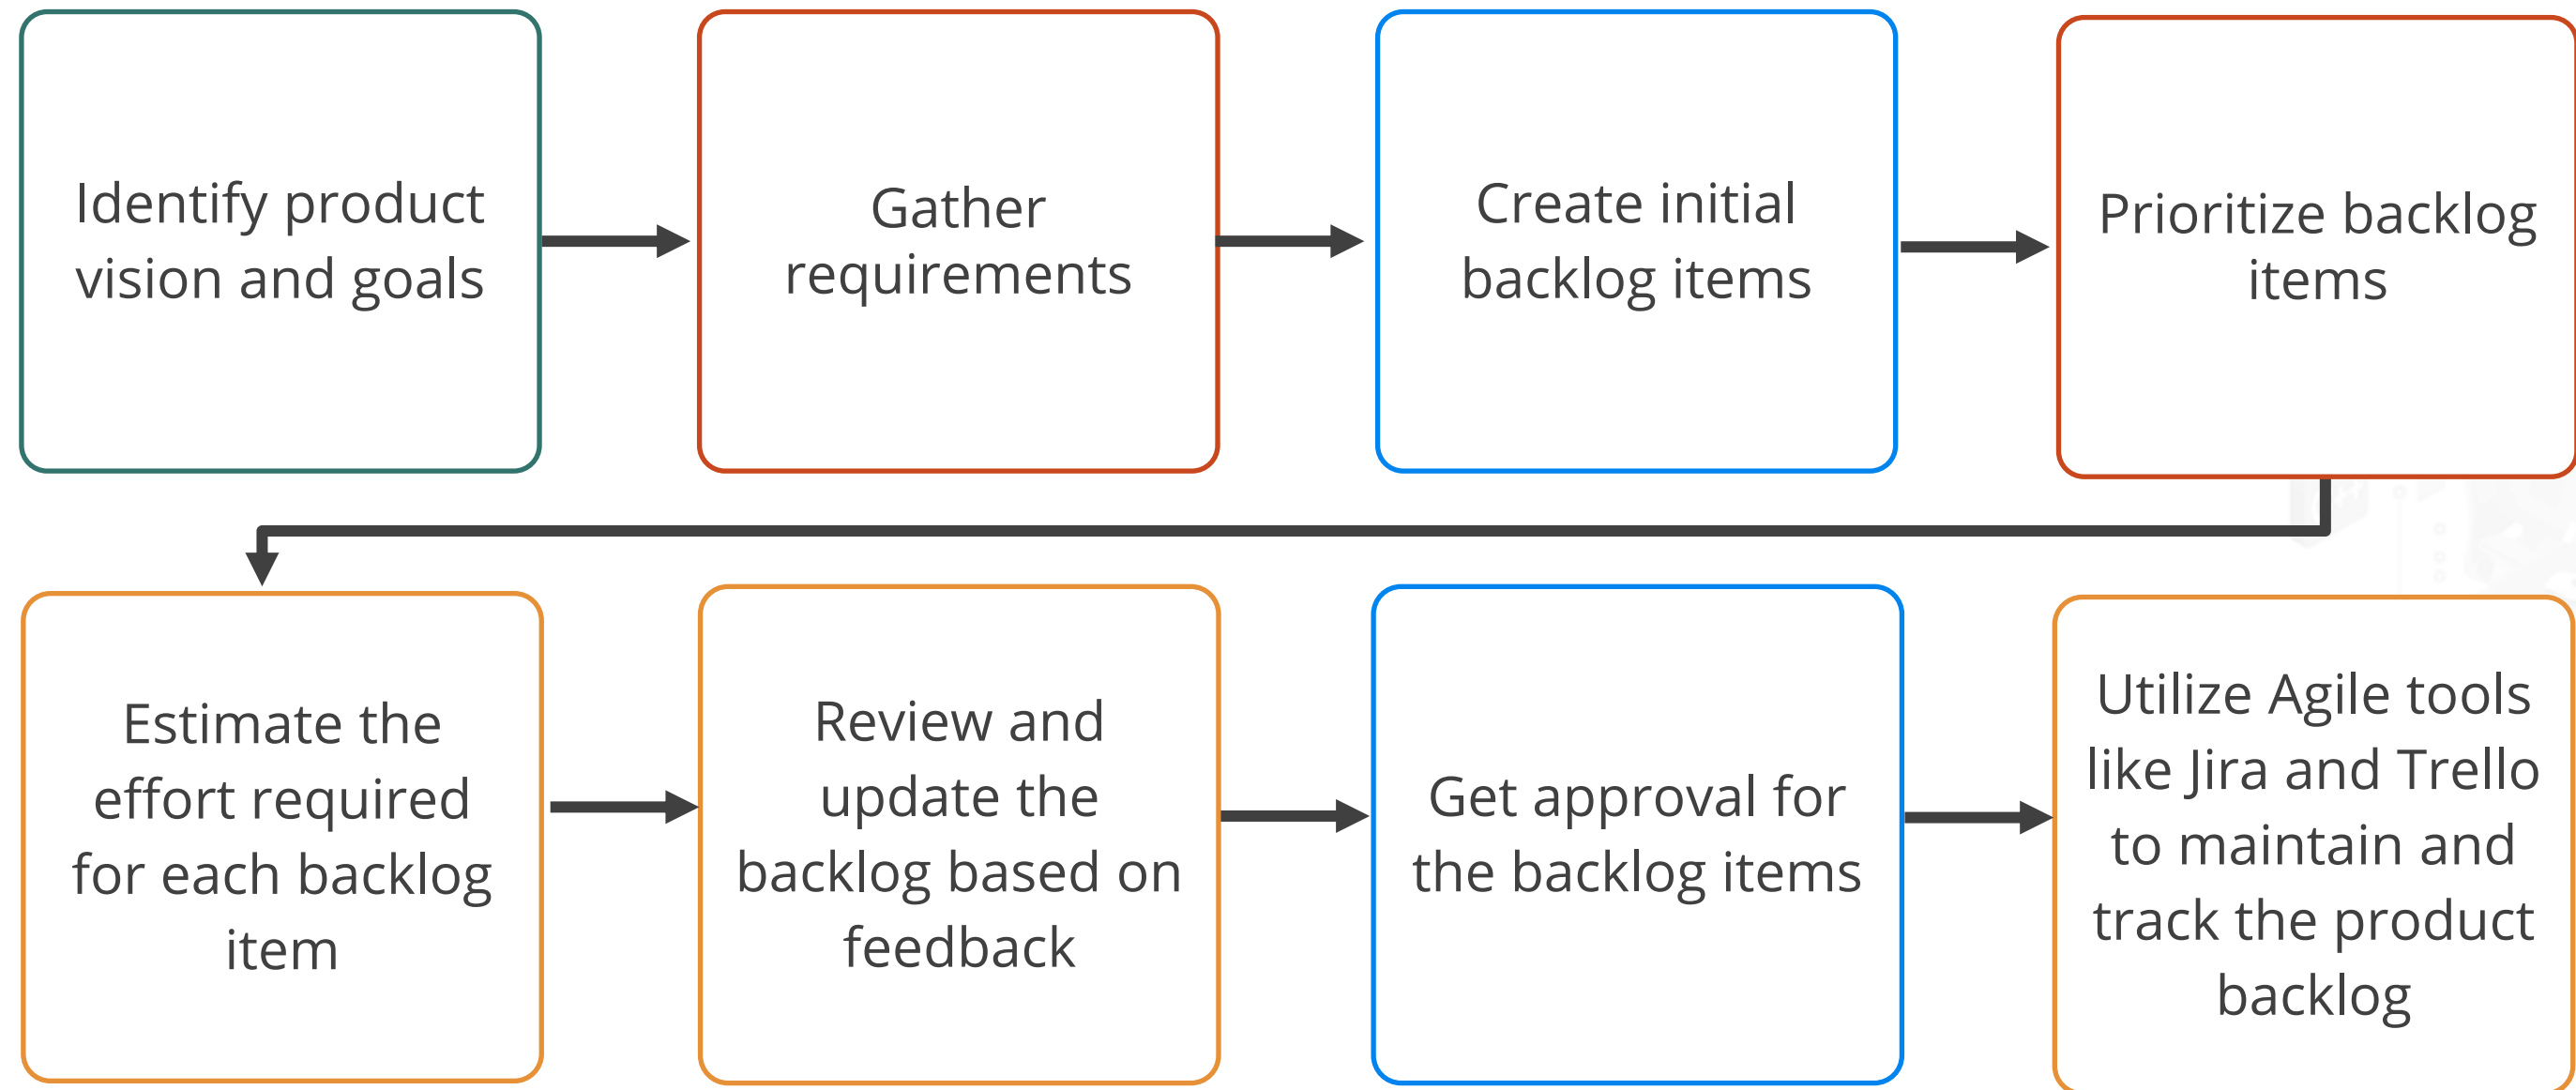 Identify product
vision and goals
Gather
requirements
Create initial
backlog items
Prioritize backlog
items
Estimate the
effort required
for each backlog
item
Review and
update the
backlog based on
feedback
Get approval for
the backlog items
Utilize Agile tools
like Jira and Trello
to maintain and
track the product
backlog